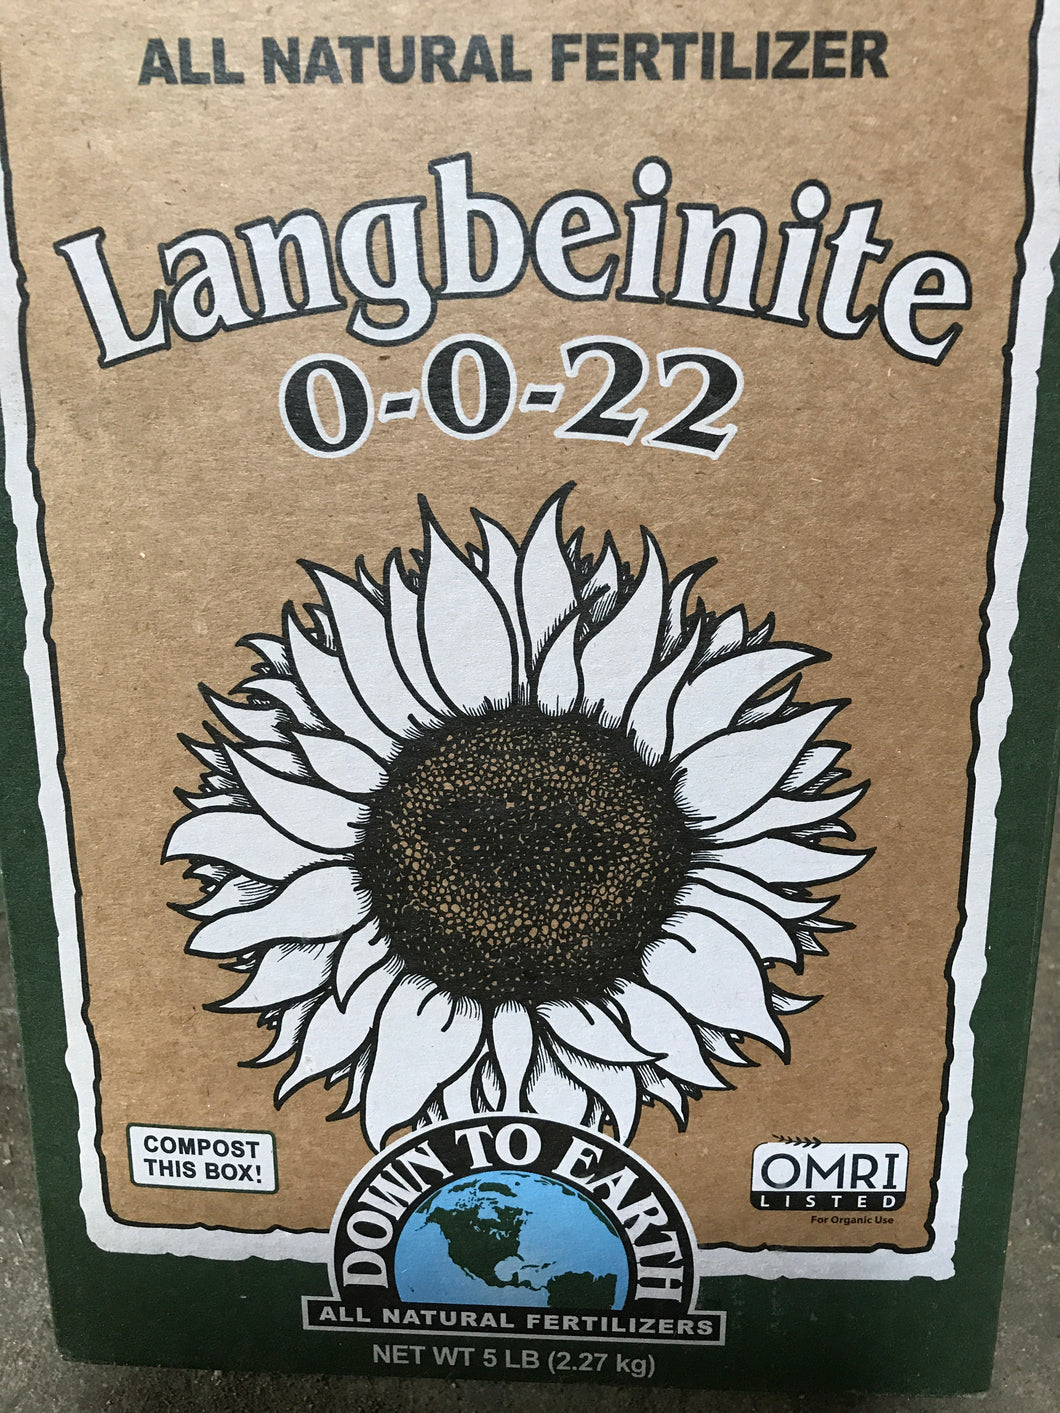 ALL NATURAL FERTILIZER
Langbeinite
0-0-22
COMPOST
THIS BOX!
DOWN TO EARTH
ALL NATURAL FERTILIZERS
OMRI
LISTED
For Organic Use
NET WT 5 LB (2.27 kg)